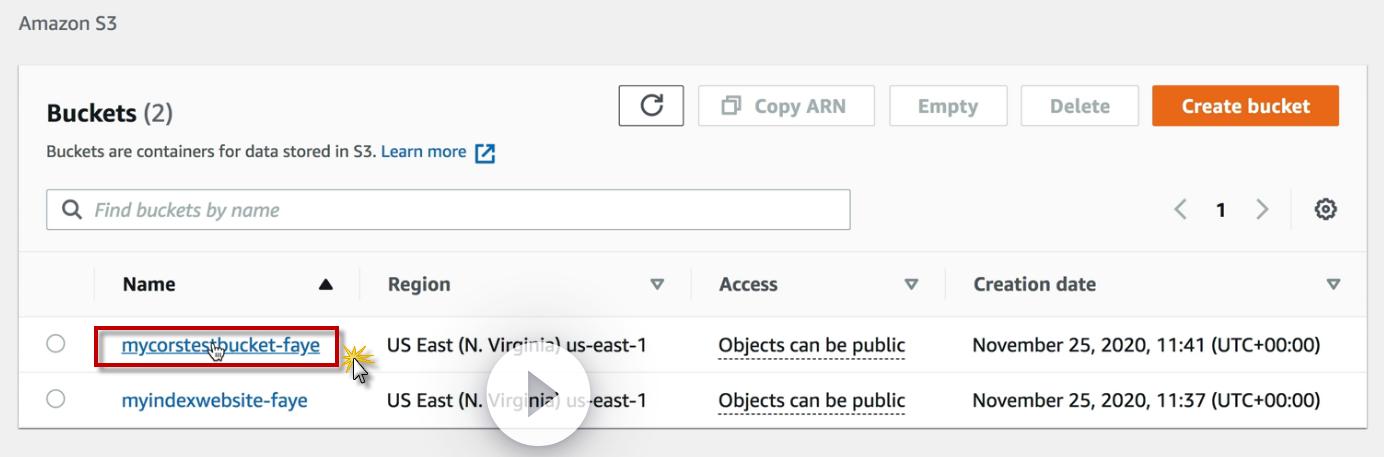 Amazon S3
Buckets (2)
Copy ARN
Empty
Delete
Create bucket
Buckets are containers for data stored in S3. Learn more
Find buckets by name
1
Name Region Access Creation date
mycorstestbucket-faye US East (N. Virginia) us-east-1 Objects can be public November 25, 2020, 11:41 (UTC+00:00)
myindexwebsite-faye US East (N. Virginia) us-east-1 Objects can be public November 25, 2020, 11:37 (UTC+00:00)